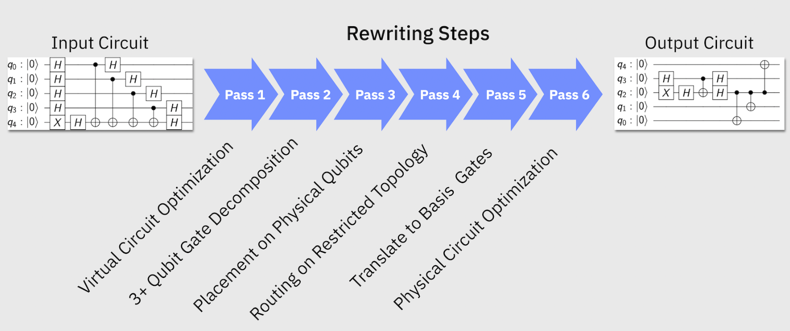 Rewriting Steps
Input Circuit
Output Circuit
q₀ : |0⟩ H H
q₁ : |0⟩ H H
q₂ : |0⟩ H H
q₃ : |0⟩ H H
q₄ : |0⟩ X H H
Pass 1
Pass 2
Pass 3
Pass 4
Pass 5
Pass 6
q₄ : |0⟩
q₃ : |0⟩ H H
q₂ : |0⟩ X H H
q₁ : |0⟩
q₀ : |0⟩
Virtual Circuit Optimization
3+ Qubit Gate Decomposition
Placement on Physical Qubits
Routing on Restricted Topology
Translate to Basis Gates
Physical Circuit Optimization